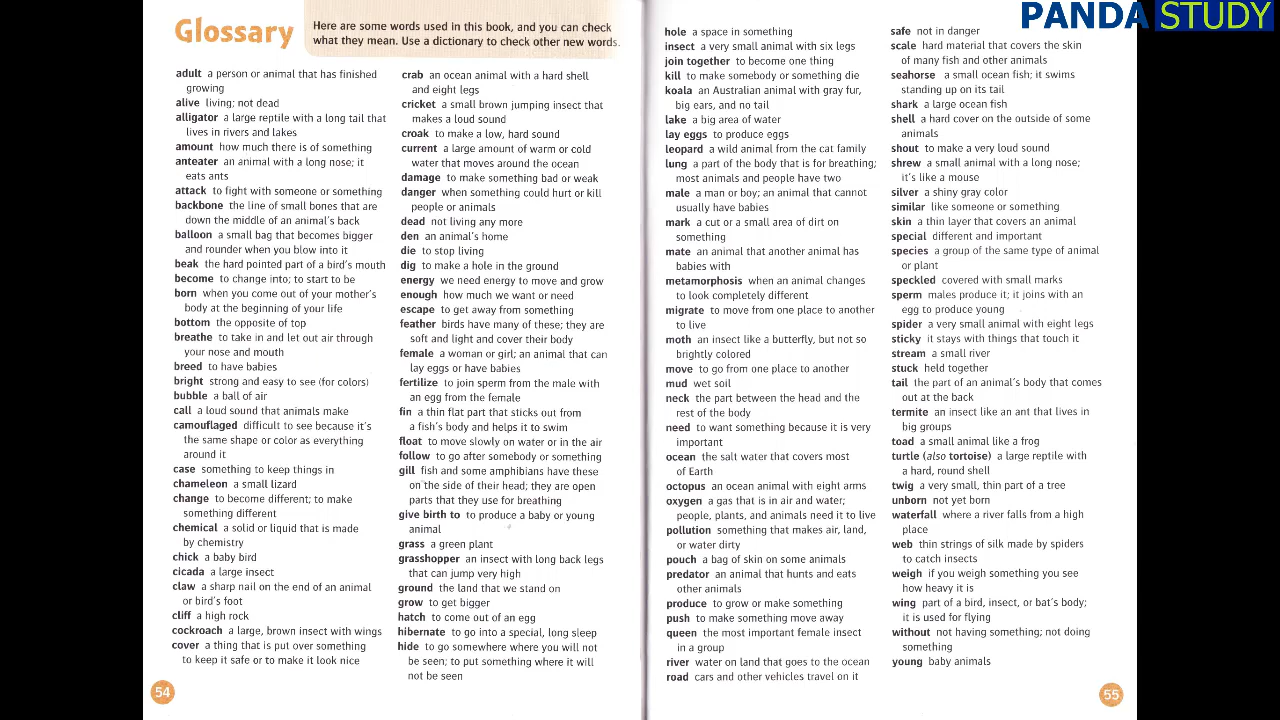 PANDA STUDY
Glossary
Here are some words used in this book, and you can check
what they mean. Use a dictionary to check other new words.
adult a person or animal that has finished
growing
alive living; not dead
alligator a large reptile with a long tail that
lives in rivers and lakes
amount how much there is of something
anteater an animal with a long nose; it
eats ants
attack to fight with someone or something
backbone the line of small bones that are
down the middle of an animal's back
balloon a small bag that becomes bigger
and rounder when you blow into it
beak the hard pointed part of a bird's mouth
become to change into; to start to be
born when you come out of your mother's
body at the beginning of your life
bottom the opposite of top
breathe to take in and let out air through
your nose and mouth
breed to have babies
bright strong and easy to see (for colors)
bubble a ball of air
call a loud sound that animals make
camouflaged difficult to see because it's
the same shape or color as everything
around it
case something to keep things in
chameleon a small lizard
change to become different; to make
something different
chemical a solid or liquid that is made
by chemistry
chick a baby bird
cicada a large insect
claw a sharp nail on the end of an animal
or bird's foot
cliff a high rock
cockroach a large, brown insect with wings
cover a thing that is put over something
to keep it safe or to make it look nice
crab an ocean animal with a hard shell
and eight legs
cricket a small brown jumping insect that
makes a loud sound
croak to make a low, hard sound
current a large amount of warm or cold
water that moves around the ocean
damage to make something bad or weak
danger when something could hurt or kill
people or animals
dead not living any more
den an animal's home
die to stop living
dig to make a hole in the ground
energy we need energy to move and grow
enough how much we want or need
escape to get away from something
feather birds have many of these; they are
soft and light and cover their body
female a woman or girl; an animal that can
lay eggs or have babies
fertilize to join sperm from the male with
an egg from the female
fin a thin flat part that sticks out from
a fish's body and helps it to swim
float to move slowly on water or in the air
follow to go after somebody or something
gill fish and some amphibians have these
on the side of their head; they are open
parts that they use for breathing
give birth to to produce a baby or young
animal
grass a green plant
grasshopper an insect with long back legs
that can jump very high
ground the land that we stand on
grow to get bigger
hatch to come out of an egg
hibernate to go into a special, long sleep
hide to go somewhere where you will not
be seen; to put something where it will
not be seen
54
hole a space in something
insect a very small animal with six legs
join together to become one thing
kill to make somebody or something die
koala an Australian animal with gray fur,
big ears, and no tail
lake a big area of water
lay eggs to produce eggs
leopard a wild animal from the cat family
lung a part of the body that is for breathing;
most animals and people have two
male a man or boy; an animal that cannot
usually have babies
mark a cut or a small area of dirt on
something
mate an animal that another animal has
babies with
metamorphosis when an animal changes
to look completely different
migrate to move from one place to another
to live
moth an insect like a butterfly, but not so
brightly colored
move to go from one place to another
mud wet soil
neck the part between the head and the
rest of the body
need to want something because it is very
important
ocean the salt water that covers most
of Earth
octopus an ocean animal with eight arms
oxygen a gas that is in air and water;
people, plants, and animals need it to live
pollution something that makes air, land,
or water dirty
pouch a bag of skin on some animals
predator an animal that hunts and eats
other animals
produce to grow or make something
push to make something move away
queen the most important female insect
in a group
river water on land that goes to the ocean
road cars and other vehicles travel on it
safe not in danger
scale hard material that covers the skin
of many fish and other animals
seahorse a small ocean fish; it swims
standing up on its tail
shark a large ocean fish
shell a hard cover on the outside of some
animals
shout to make a very loud sound
shrew a small animal with a long nose;
it's like a mouse
silver a shiny gray color
similar like someone or something
skin a thin layer that covers an animal
special different and important
species a group of the same type of animal
or plant
speckled covered with small marks
sperm males produce it; it joins with an
egg to produce young
spider a very small animal with eight legs
sticky it stays with things that touch it
stream a small river
stuck held together
tail the part of an animal's body that comes
out at the back
termite an insect like an ant that lives in
big groups
toad a small animal like a frog
turtle (also tortoise) a large reptile with
a hard, round shell
twig a very small, thin part of a tree
unborn not yet born
waterfall where a river falls from a high
place
web thin strings of silk made by spiders
to catch insects
weigh if you weigh something you see
how heavy it is
wing part of a bird, insect, or bat's body;
it is used for flying
without not having something; not doing
something
young baby animals
55